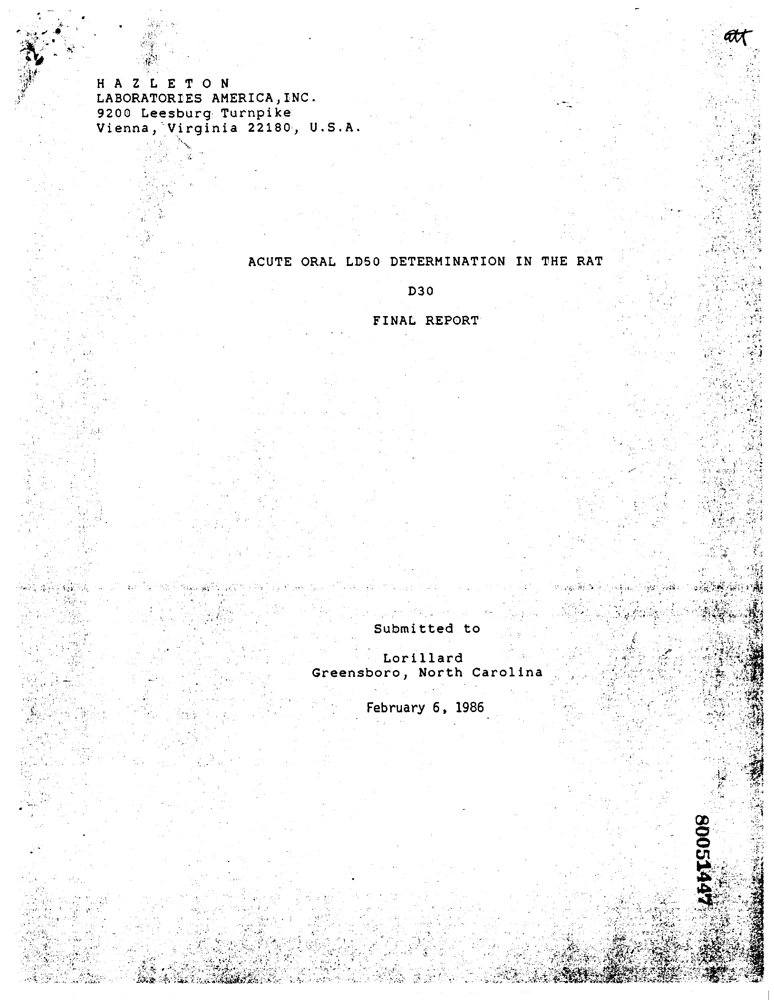 att
H A Z L E T O N
LABORATORIES AMERICA,INC.
9200 Leesburg Turnpike
Vienna, Virginia 22180, U.S.A.
ACUTE ORAL LD50 DETERMINATION IN THE RAT
D30
FINAL REPORT
Submitted to
Lorillard
Greensboro, North Carolina
February 6, 1986
80051447